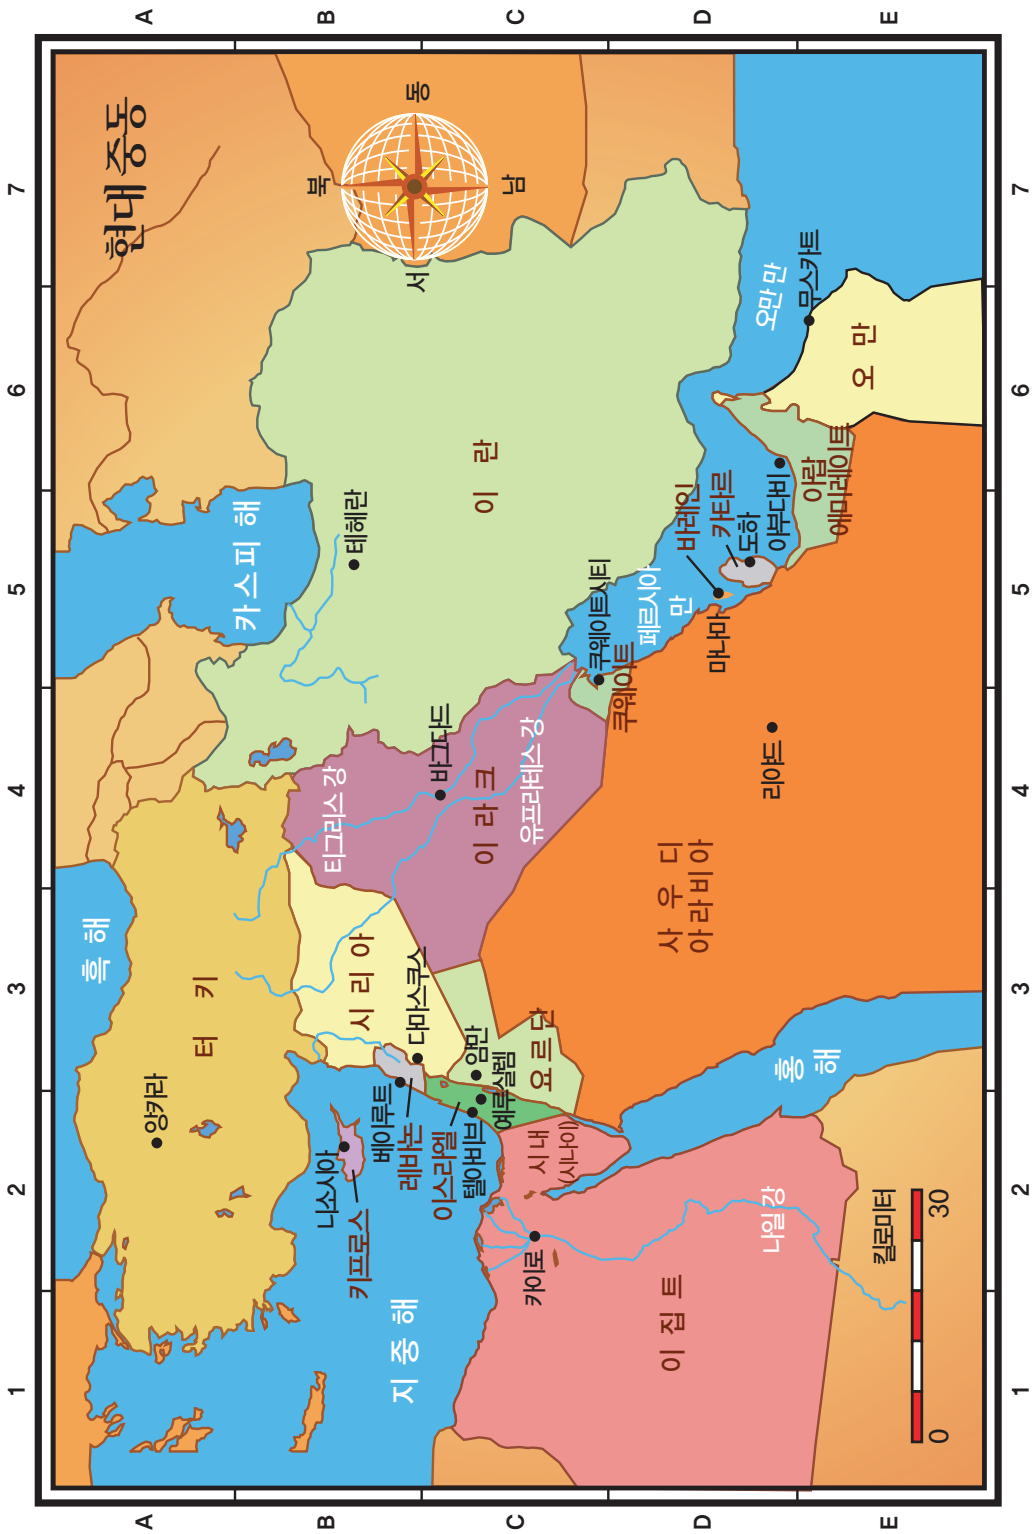 현대 중동
1 2 3 4 5 6 7
A
B
C
D
E
A
B
C
D
E
북
서
동
남
흑 해
카 스 피 해
터 키
앙카라
니소시아
키프로스
지 중 해
베이루트
레바논
이스라엘
텔아비브
예루살렘
암만
요 르 단
다마스쿠스
시 리 아
티그리스 강
바그다드
이 라 크
유프라테스 강
테헤란
이 란
쿠웨이트시티
쿠웨이트
페르시아
만
바레인
카타르
마나마
도하
아부다비
아랍
에미레이트
오만 만
무스카트
오 만
리야드
사 우 디
아라비아
홍
해
시 내
(시나이)
카이로
나일 강
이 집 트
킬로미터
0 30
1 2 3 4 5 6 7